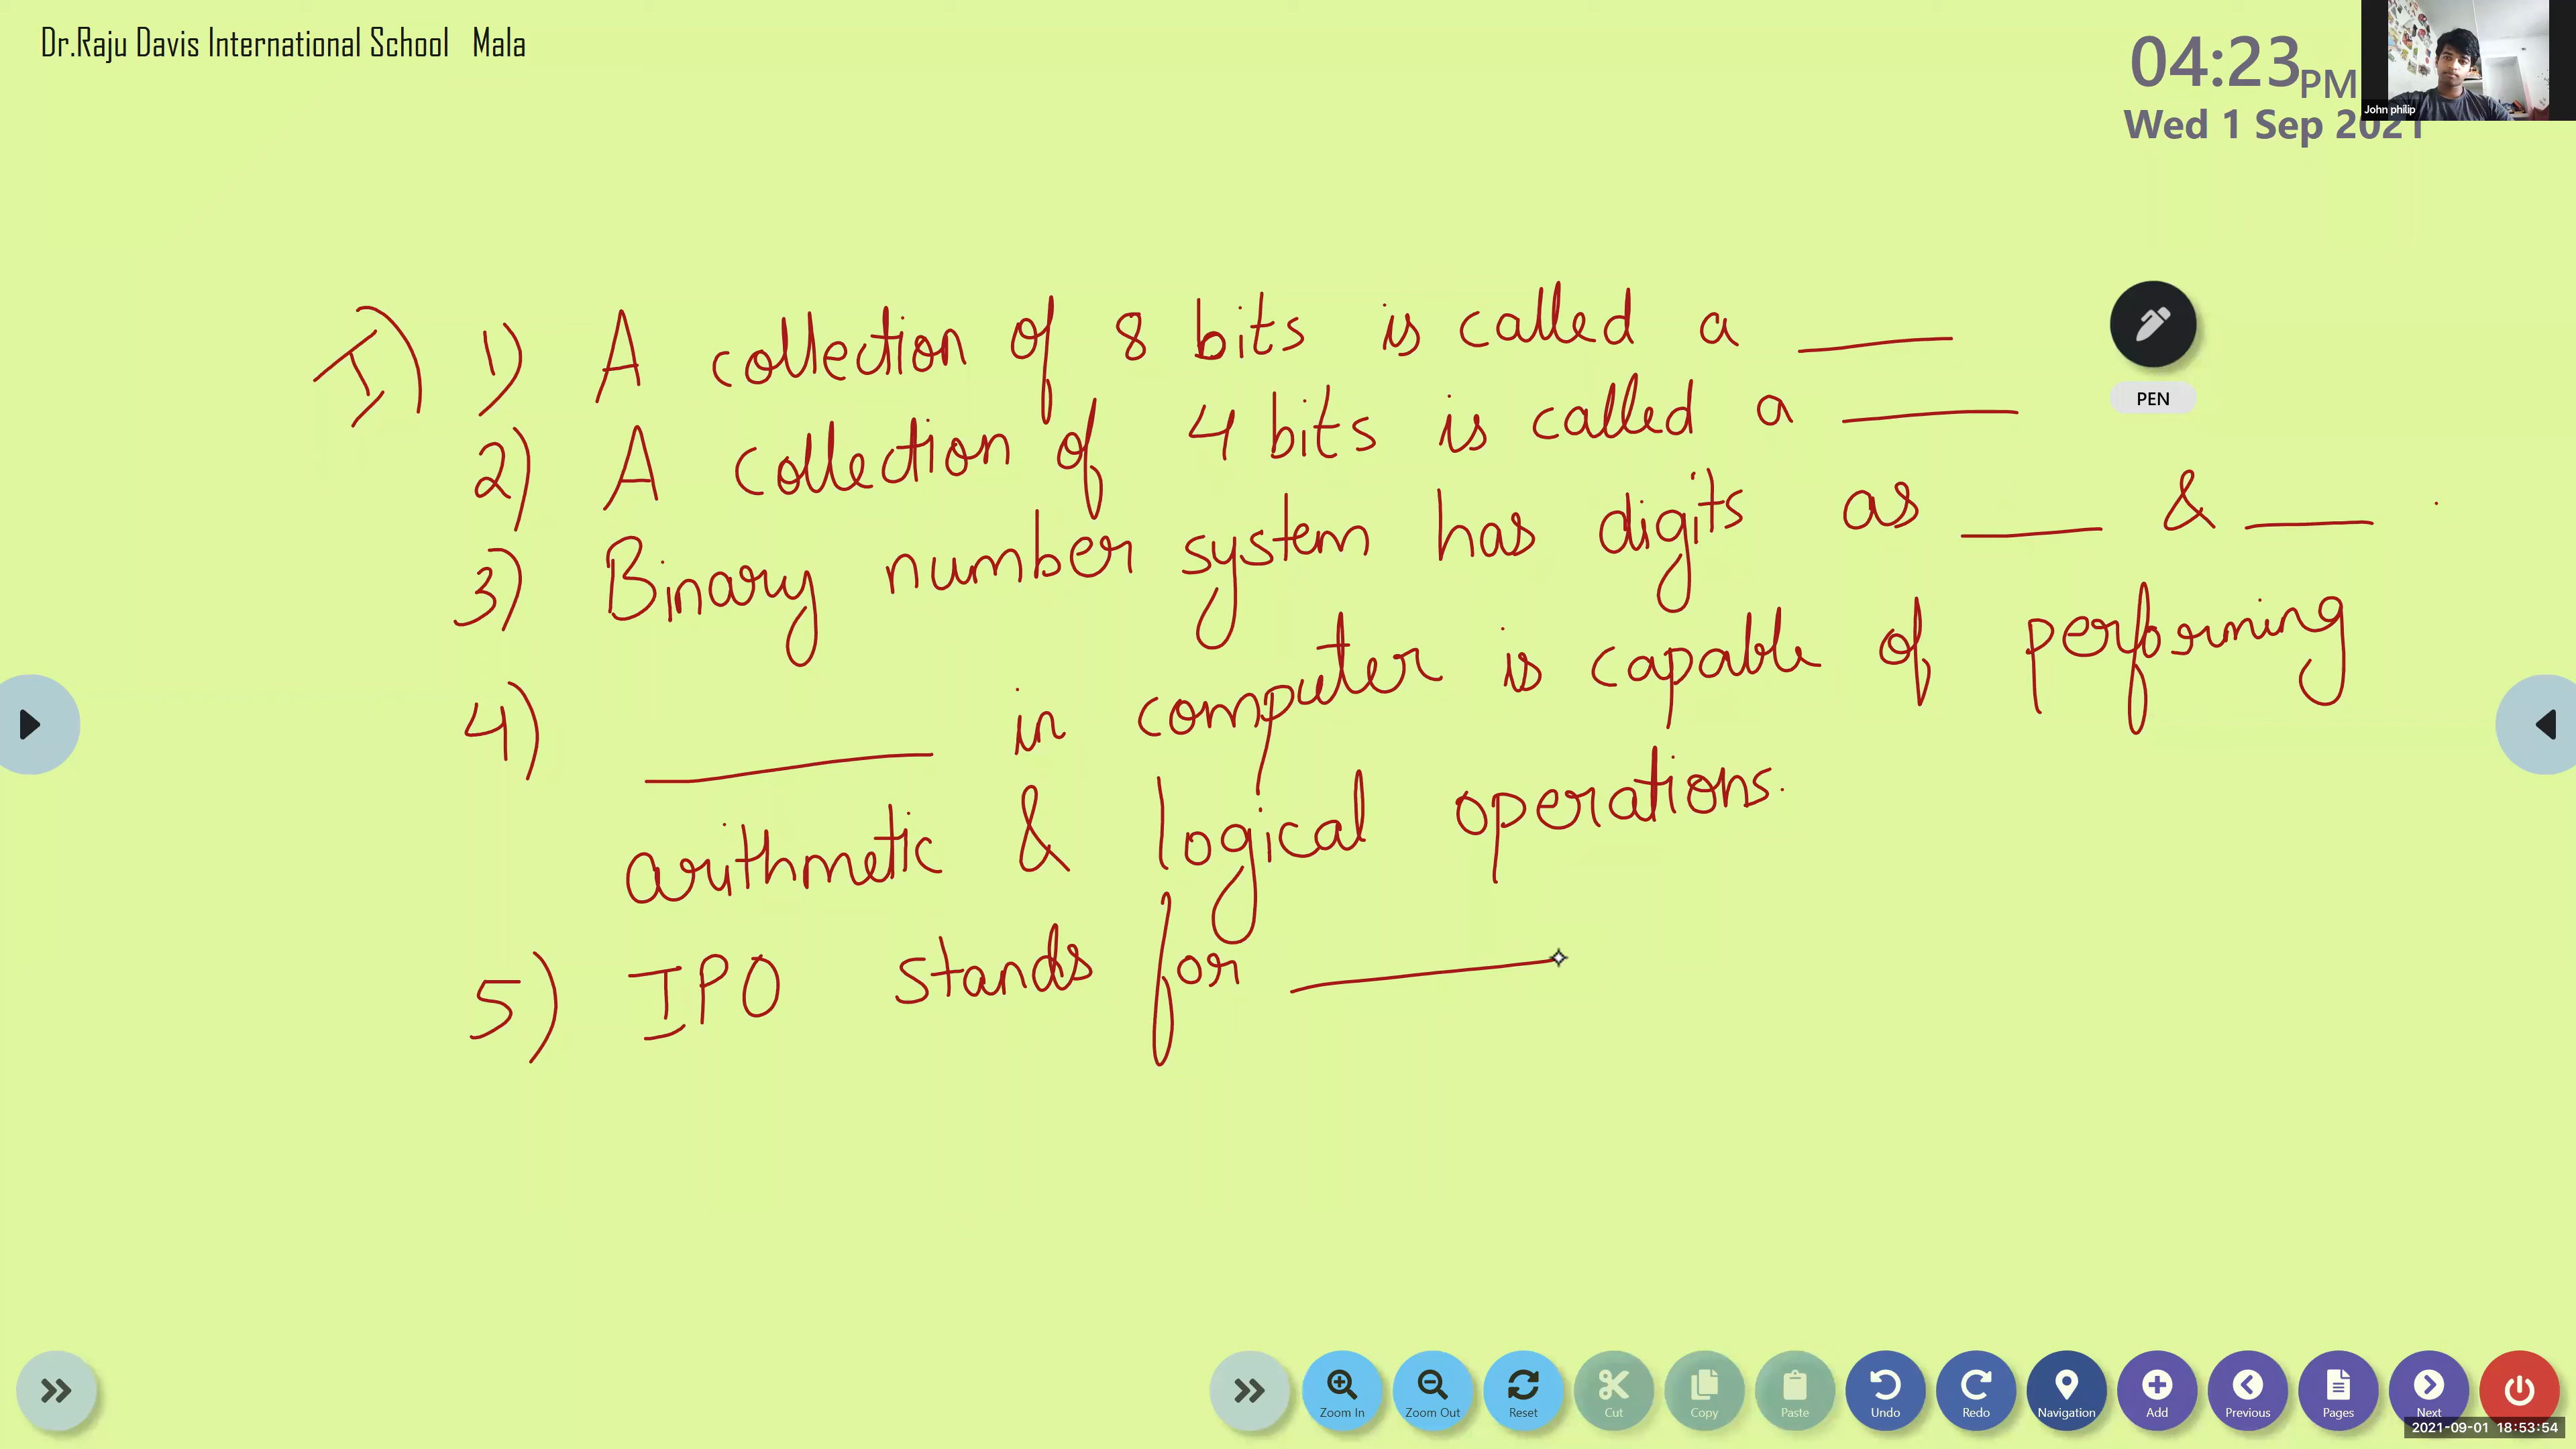 Dr.Raju Davis International School Mala
04:23 PM
Wed 1 Sep 2021
John philip
I) 1) A collection of 8 bits is called a ____
PEN
2) A collection of 4 bits is called a ____
3) Binary number system has digits as ____ & ____.
4) ____ in computer is capable of performing
arithmetic & logical operations.
5) IPO stands for ____
Zoom In Zoom Out Reset Cut Copy Paste Undo Redo Navigation Add Previous Pages Next
2021-09-01 18:53:54